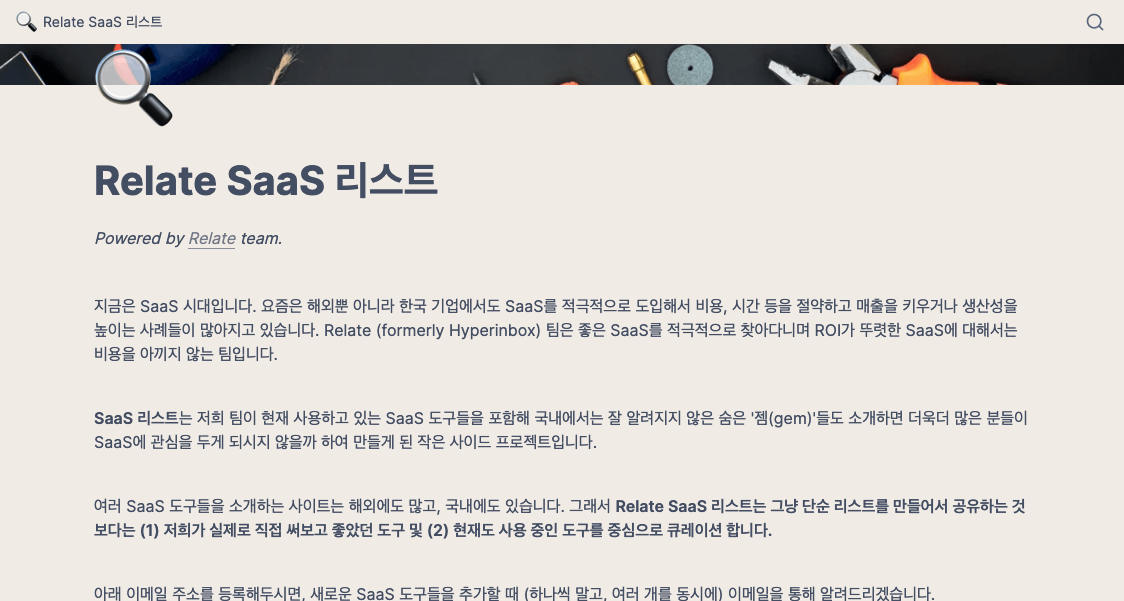 Relate SaaS 리스트
Relate SaaS 리스트
Powered by Relate team.
지금은 SaaS 시대입니다. 요즘은 해외뿐 아니라 한국 기업에서도 SaaS를 적극적으로 도입해서 비용, 시간 등을 절약하고 매출을 키우거나 생산성을
높이는 사례들이 많아지고 있습니다. Relate (formerly Hyperinbox) 팀은 좋은 SaaS를 적극적으로 찾아다니며 ROI가 뚜렷한 SaaS에 대해서는
비용을 아끼지 않는 팀입니다.
SaaS 리스트는 저희 팀이 현재 사용하고 있는 SaaS 도구들을 포함해 국내에서는 잘 알려지지 않은 숨은 '젬(gem)'들도 소개하면 더욱더 많은 분들이
SaaS에 관심을 두게 되시지 않을까 하여 만들게 된 작은 사이드 프로젝트입니다.
여러 SaaS 도구들을 소개하는 사이트는 해외에도 많고, 국내에도 있습니다. 그래서 Relate SaaS 리스트는 그냥 단순 리스트를 만들어서 공유하는 것
보다는 (1) 저희가 실제로 직접 써보고 좋았던 도구 및 (2) 현재도 사용 중인 도구를 중심으로 큐레이션 합니다.
아래 이메일 주소를 등록해두시면, 새로운 SaaS 도구들을 추가할 때 (하나씩 말고, 여러 개를 동시에) 이메일을 통해 알려드리겠습니다.